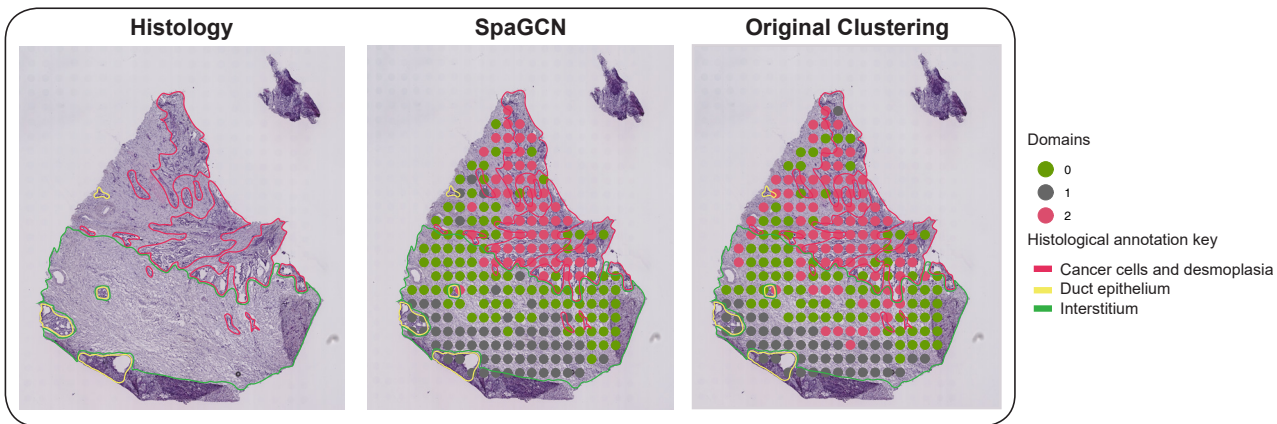 Histology
SpaGCN
Original Clustering
Domains
0
1
2
Histological annotation key
Cancer cells and desmoplasia
Duct epithelium
Interstitium